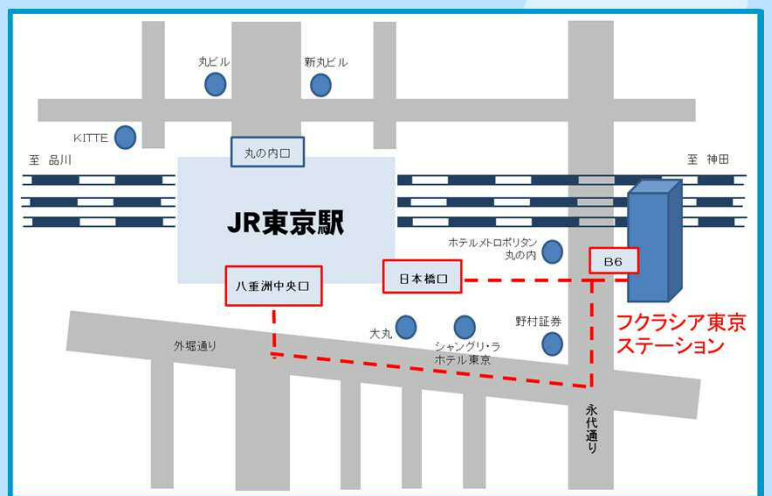 丸ビル
新丸ビル
KITTE
至 品川
丸の内口
至 神田
JR東京駅
ホテルメトロポリタン
丸の内
B6
八重洲中央口
日本橋口
フクラシア東京
ステーション
外堀通り
大丸
シャングリ・ラ
ホテル東京
野村証券
永代通り